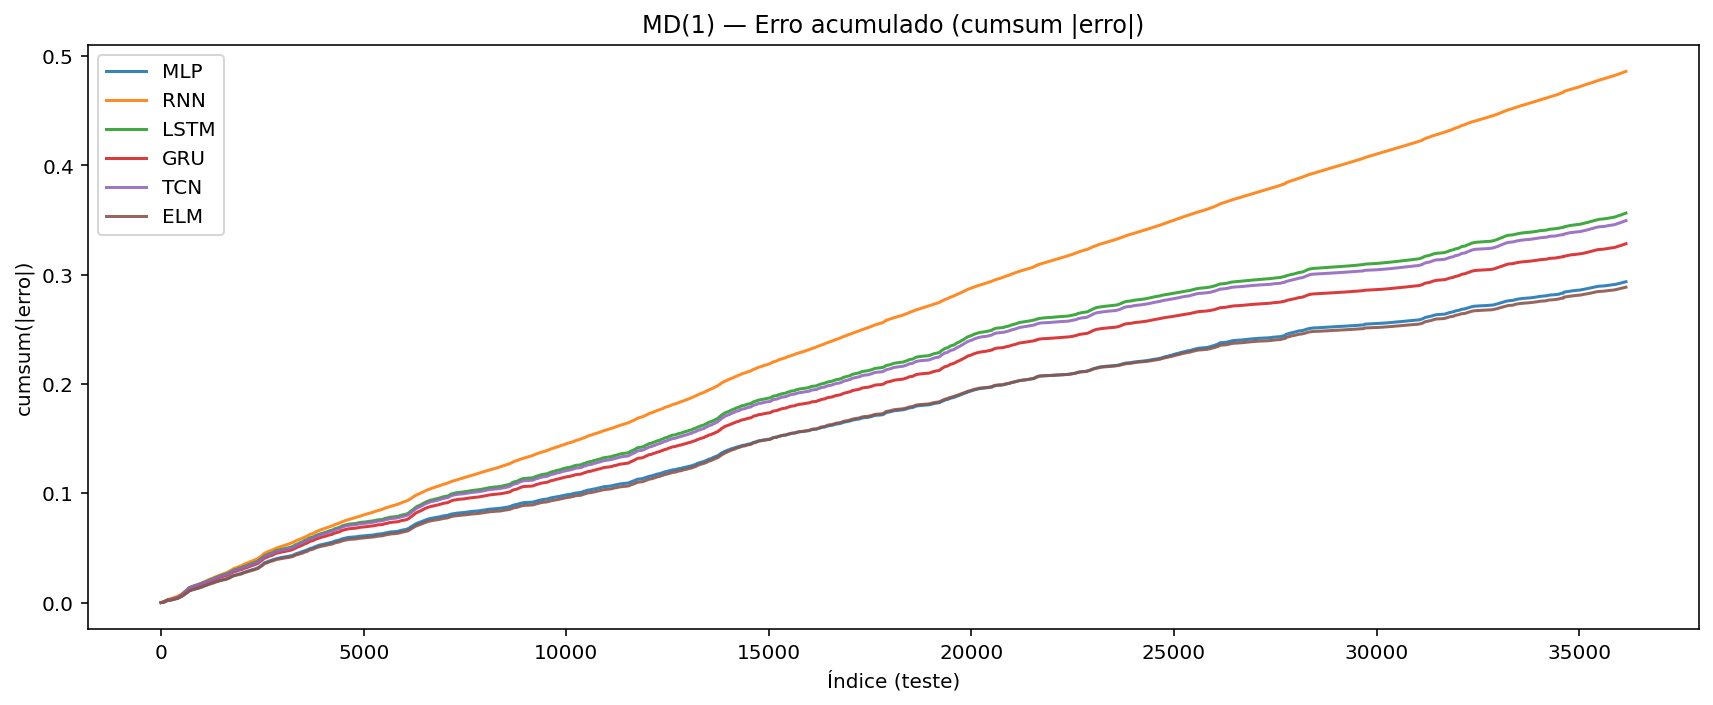 MD(1) — Erro acumulado (cumsum |erro|)
MLP
RNN
LSTM
GRU
TCN
ELM
cumsum(|erro|)
0.5
0.4
0.3
0.2
0.1
0.0
0 5000 10000 15000 20000 25000 30000 35000
Índice (teste)